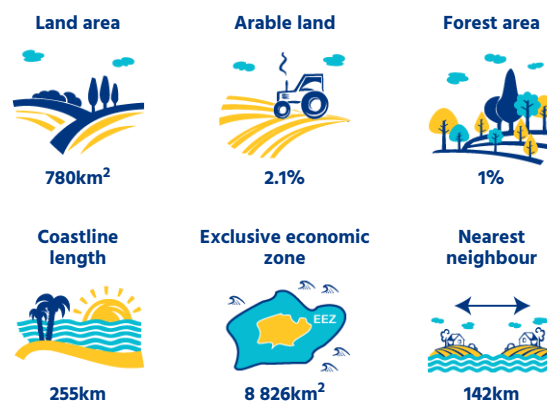 Land area
Arable land
Forest area
780km²
2.1%
1%
Coastline
length
Exclusive economic
zone
Nearest
neighbour
EEZ
255km
8 826km²
142km